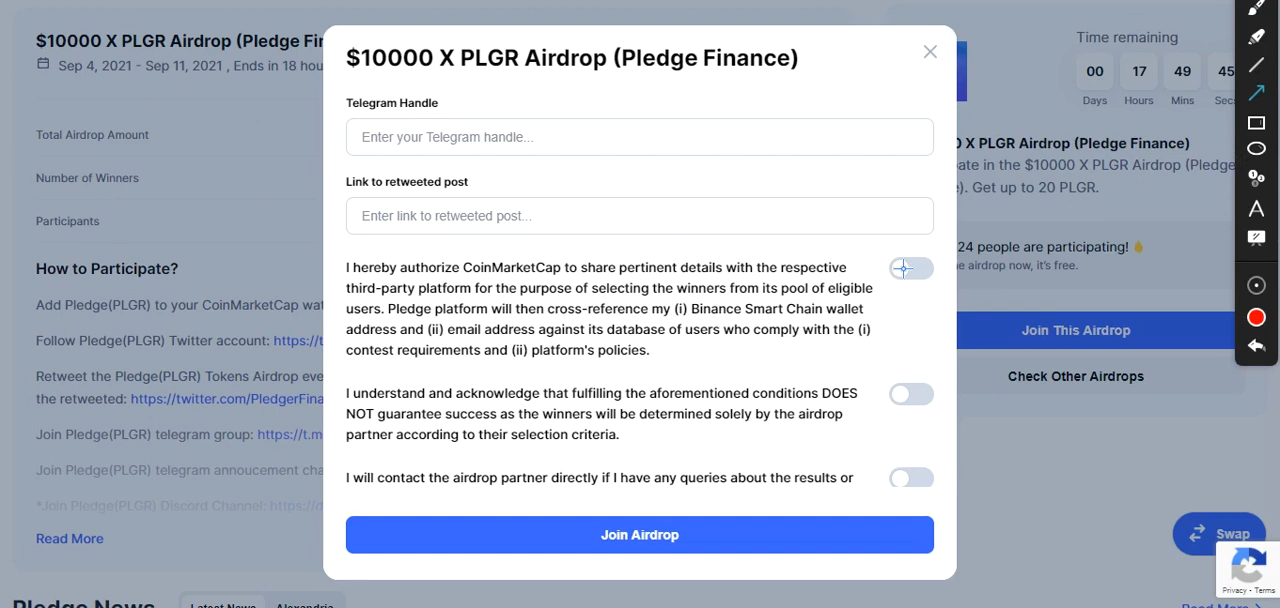 $10000 X PLGR Airdrop (Pledge Fir
Sep 4, 2021 - Sep 11, 2021 , Ends in 18 hou
Total Airdrop Amount
Number of Winners
Participants
How to Participate?
Add Pledge(PLGR) to your CoinMarketCap wat
Follow Pledge(PLGR) Twitter account: https://t
Retweet the Pledge(PLGR) Tokens Airdrop eve
the retweeted: https://twitter.com/PledgerFina
Join Pledge(PLGR) telegram group: https://t.m
Join Pledge(PLGR) telegram annoucement cha
*Join Pledge(PLGR) Discord Channel: https://d
Read More
Pledge News
Latest News Alexandria
$10000 X PLGR Airdrop (Pledge Finance)
Telegram Handle
Enter your Telegram handle...
Link to retweeted post
Enter link to retweeted post...
I hereby authorize CoinMarketCap to share pertinent details with the respective
third-party platform for the purpose of selecting the winners from its pool of eligible
users. Pledge platform will then cross-reference my (i) Binance Smart Chain wallet
address and (ii) email address against its database of users who comply with the (i)
contest requirements and (ii) platform's policies.
I understand and acknowledge that fulfilling the aforementioned conditions DOES
NOT guarantee success as the winners will be determined solely by the airdrop
partner according to their selection criteria.
I will contact the airdrop partner directly if I have any queries about the results or
Join Airdrop
Time remaining
00 17 49 45
Days Hours Mins Sec
0 X PLGR Airdrop (Pledge Finance)
ate in the $10000 X PLGR Airdrop (Pledge
e). Get up to 20 PLGR.
24 people are participating!
e airdrop now, it's free.
Join This Airdrop
Check Other Airdrops
Swap
Privacy - Terms
Read More